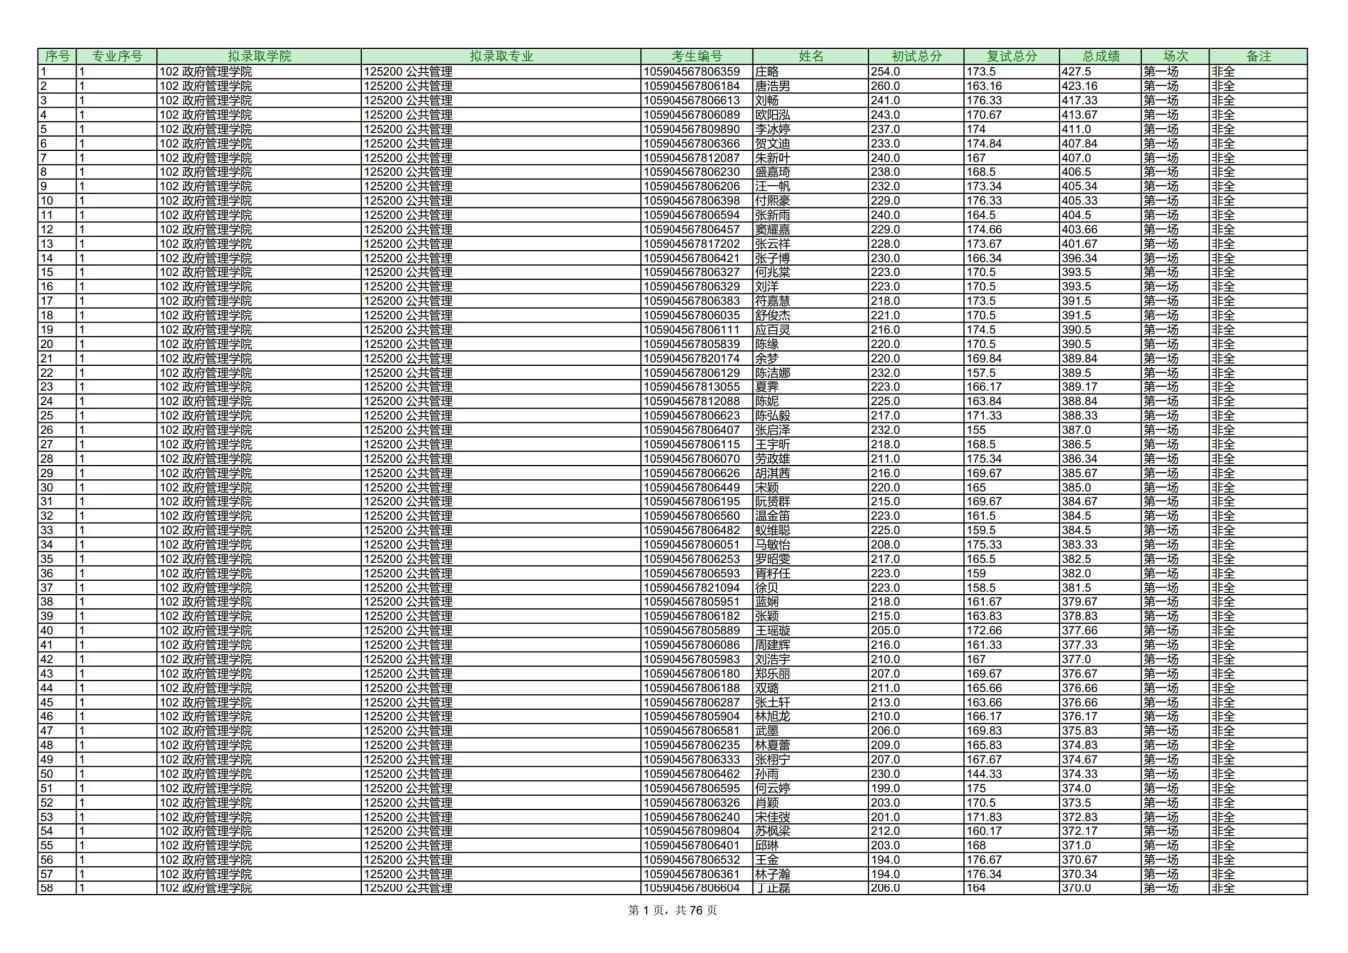 序号 专业序号 拟录取学院 拟录取专业 考生编号 姓名 初试总分 复试总分 总成绩 场次 备注
1 1 102 政府管理学院 125200 公共管理 105904567806359 庄略 254.0 173.5 427.5 第一场 非全
2 1 102 政府管理学院 125200 公共管理 105904567806184 唐浩男 260.0 163.16 423.16 第一场 非全
3 1 102 政府管理学院 125200 公共管理 105904567806613 刘畅 241.0 176.33 417.33 第一场 非全
4 1 102 政府管理学院 125200 公共管理 105904567806089 欧阳泓 243.0 170.67 413.67 第一场 非全
5 1 102 政府管理学院 125200 公共管理 105904567809890 李冰婷 237.0 174 411.0 第一场 非全
6 1 102 政府管理学院 125200 公共管理 105904567806366 贺文迪 233.0 174.84 407.84 第一场 非全
7 1 102 政府管理学院 125200 公共管理 105904567812087 朱新叶 240.0 167 407.0 第一场 非全
8 1 102 政府管理学院 125200 公共管理 105904567806230 盛嘉琦 238.0 168.5 406.5 第一场 非全
9 1 102 政府管理学院 125200 公共管理 105904567806206 汪一帆 232.0 173.34 405.34 第一场 非全
10 1 102 政府管理学院 125200 公共管理 105904567806398 付熙豪 229.0 176.33 405.33 第一场 非全
11 1 102 政府管理学院 125200 公共管理 105904567806594 张新雨 240.0 164.5 404.5 第一场 非全
12 1 102 政府管理学院 125200 公共管理 105904567806457 窦耀嘉 229.0 174.66 403.66 第一场 非全
13 1 102 政府管理学院 125200 公共管理 105904567817202 张云祥 228.0 173.67 401.67 第一场 非全
14 1 102 政府管理学院 125200 公共管理 105904567806421 张子博 230.0 166.34 396.34 第一场 非全
15 1 102 政府管理学院 125200 公共管理 105904567806327 何兆棠 223.0 170.5 393.5 第一场 非全
16 1 102 政府管理学院 125200 公共管理 105904567806329 刘洋 223.0 170.5 393.5 第一场 非全
17 1 102 政府管理学院 125200 公共管理 105904567806383 符嘉慧 218.0 173.5 391.5 第一场 非全
18 1 102 政府管理学院 125200 公共管理 105904567806035 舒俊杰 221.0 170.5 391.5 第一场 非全
19 1 102 政府管理学院 125200 公共管理 105904567806111 应百灵 216.0 174.5 390.5 第一场 非全
20 1 102 政府管理学院 125200 公共管理 105904567805839 陈缘 220.0 170.5 390.5 第一场 非全
21 1 102 政府管理学院 125200 公共管理 105904567820174 余梦 220.0 169.84 389.84 第一场 非全
22 1 102 政府管理学院 125200 公共管理 105904567806129 陈洁娜 232.0 157.5 389.5 第一场 非全
23 1 102 政府管理学院 125200 公共管理 105904567813055 夏霁 223.0 166.17 389.17 第一场 非全
24 1 102 政府管理学院 125200 公共管理 105904567812088 陈妮 225.0 163.84 388.84 第一场 非全
25 1 102 政府管理学院 125200 公共管理 105904567806623 陈弘毅 217.0 171.33 388.33 第一场 非全
26 1 102 政府管理学院 125200 公共管理 105904567806407 张启泽 232.0 155 387.0 第一场 非全
27 1 102 政府管理学院 125200 公共管理 105904567806115 王宇昕 218.0 168.5 386.5 第一场 非全
28 1 102 政府管理学院 125200 公共管理 105904567806070 劳政雄 211.0 175.34 386.34 第一场 非全
29 1 102 政府管理学院 125200 公共管理 105904567806626 胡淇茜 216.0 169.67 385.67 第一场 非全
30 1 102 政府管理学院 125200 公共管理 105904567806449 宋颖 220.0 165 385.0 第一场 非全
31 1 102 政府管理学院 125200 公共管理 105904567806195 阮赟群 215.0 169.67 384.67 第一场 非全
32 1 102 政府管理学院 125200 公共管理 105904567806560 温金笛 223.0 161.5 384.5 第一场 非全
33 1 102 政府管理学院 125200 公共管理 105904567806482 蚁维聪 225.0 159.5 384.5 第一场 非全
34 1 102 政府管理学院 125200 公共管理 105904567806051 马敏怡 208.0 175.33 383.33 第一场 非全
35 1 102 政府管理学院 125200 公共管理 105904567806253 罗昭雯 217.0 165.5 382.5 第一场 非全
36 1 102 政府管理学院 125200 公共管理 105904567806593 胥籽任 223.0 159 382.0 第一场 非全
37 1 102 政府管理学院 125200 公共管理 105904567821094 徐贝 223.0 158.5 381.5 第一场 非全
38 1 102 政府管理学院 125200 公共管理 105904567805951 蓝娴 218.0 161.67 379.67 第一场 非全
39 1 102 政府管理学院 125200 公共管理 105904567806182 张颖 215.0 163.83 378.83 第一场 非全
40 1 102 政府管理学院 125200 公共管理 105904567805889 王瑶璇 205.0 172.66 377.66 第一场 非全
41 1 102 政府管理学院 125200 公共管理 105904567806086 周建辉 216.0 161.33 377.33 第一场 非全
42 1 102 政府管理学院 125200 公共管理 105904567805983 刘浩宇 210.0 167 377.0 第一场 非全
43 1 102 政府管理学院 125200 公共管理 105904567806180 郑乐丽 207.0 169.67 376.67 第一场 非全
44 1 102 政府管理学院 125200 公共管理 105904567806188 双璐 211.0 165.66 376.66 第一场 非全
45 1 102 政府管理学院 125200 公共管理 105904567806287 张士轩 213.0 163.66 376.66 第一场 非全
46 1 102 政府管理学院 125200 公共管理 105904567805904 林旭龙 210.0 166.17 376.17 第一场 非全
47 1 102 政府管理学院 125200 公共管理 105904567806581 武墨 206.0 169.83 375.83 第一场 非全
48 1 102 政府管理学院 125200 公共管理 105904567806235 林夏蕾 209.0 165.83 374.83 第一场 非全
49 1 102 政府管理学院 125200 公共管理 105904567806333 张栩宁 207.0 167.67 374.67 第一场 非全
50 1 102 政府管理学院 125200 公共管理 105904567806462 孙雨 230.0 144.33 374.33 第一场 非全
51 1 102 政府管理学院 125200 公共管理 105904567806595 何云婷 199.0 175 374.0 第一场 非全
52 1 102 政府管理学院 125200 公共管理 105904567806326 肖颖 203.0 170.5 373.5 第一场 非全
53 1 102 政府管理学院 125200 公共管理 105904567806240 宋佳弢 201.0 171.83 372.83 第一场 非全
54 1 102 政府管理学院 125200 公共管理 105904567809804 苏枫梁 212.0 160.17 372.17 第一场 非全
55 1 102 政府管理学院 125200 公共管理 105904567806401 邱琳 203.0 168 371.0 第一场 非全
56 1 102 政府管理学院 125200 公共管理 105904567806532 王金 194.0 176.67 370.67 第一场 非全
57 1 102 政府管理学院 125200 公共管理 105904567806361 林子瀚 194.0 176.34 370.34 第一场 非全
58 1 102 政府管理学院 125200 公共管理 105904567806604 丁正磊 206.0 164 370.0 第一场 非全
第 1 页，共 76 页